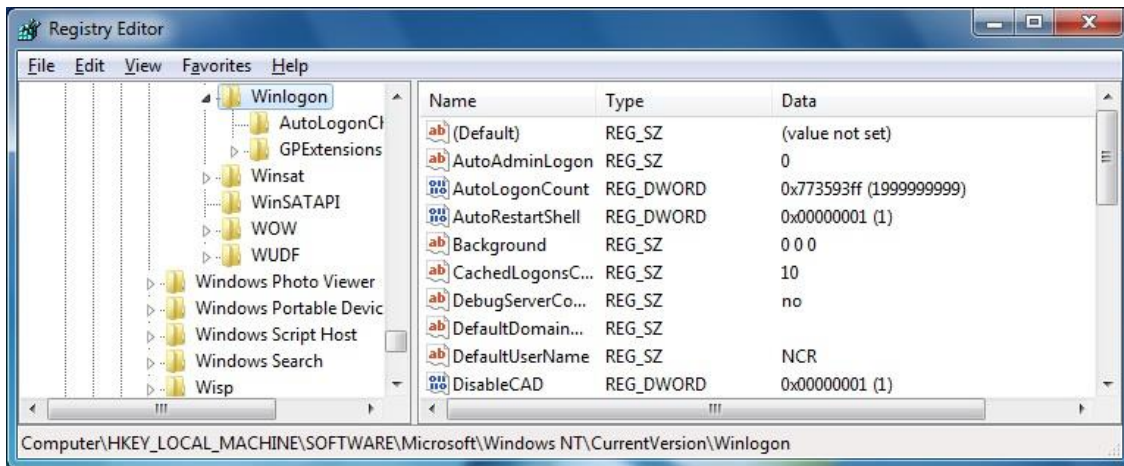 Registry Editor
File Edit View Favorites Help
Winlogon
AutoLogonCh
GPExtensions
Winsat
WinSATAPI
WOW
WUDF
Windows Photo Viewer
Windows Portable Devic
Windows Script Host
Windows Search
Wisp
Name Type Data
(Default) REG_SZ (value not set)
AutoAdminLogon REG_SZ 0
AutoLogonCount REG_DWORD 0x773593ff (1999999999)
AutoRestartShell REG_DWORD 0x00000001 (1)
Background REG_SZ 0 0 0
CachedLogonsC... REG_SZ 10
DebugServerCo... REG_SZ no
DefaultDomain... REG_SZ
DefaultUserName REG_SZ NCR
DisableCAD REG_DWORD 0x00000001 (1)
Computer\HKEY_LOCAL_MACHINE\SOFTWARE\Microsoft\Windows NT\CurrentVersion\Winlogon